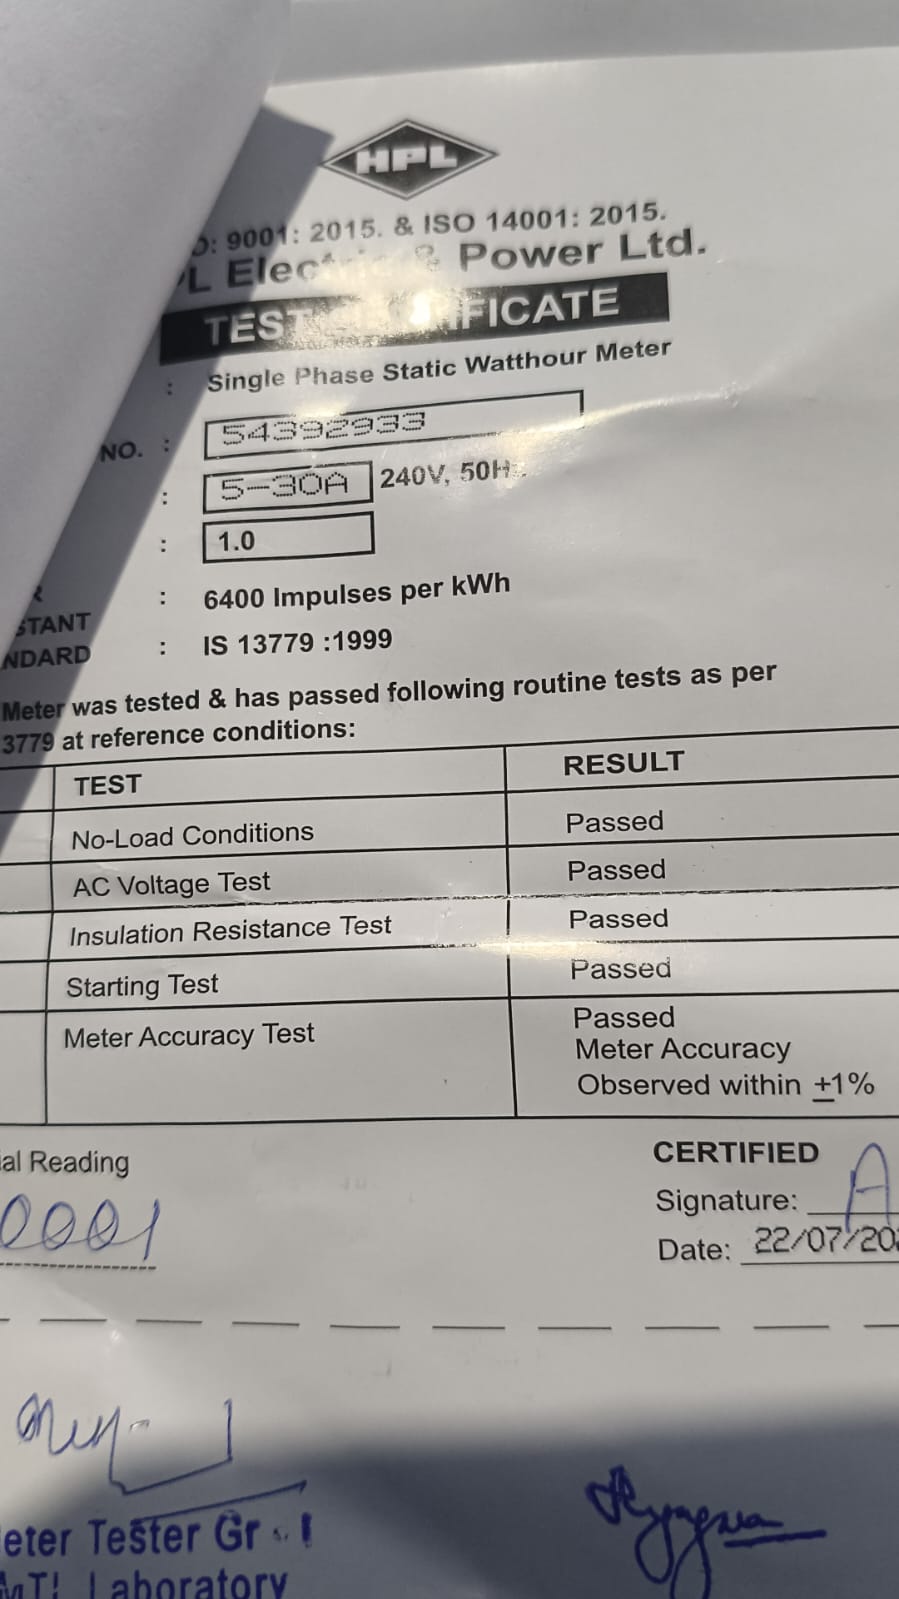 HPL
9001: 2015. & ISO 14001: 2015.
Power Ltd.
TEST
Single Phase Static Watthour Meter
NO. : 54392933
: 5-30A 240V, 50H
: 1.0
: 6400 Impulses per kWh
STANT
NDARD : IS 13779 :1999
Meter was tested & has passed following routine tests as per
3779 at reference conditions:
TEST RESULT
No-Load Conditions Passed
AC Voltage Test Passed
Insulation Resistance Test Passed
Starting Test Passed
Meter Accuracy Test Passed
Meter Accuracy
Observed within ±1%
ial Reading
0001
CERTIFIED
Signature: A
Date: 22/07/20
eter Tester Gr
Laboratory